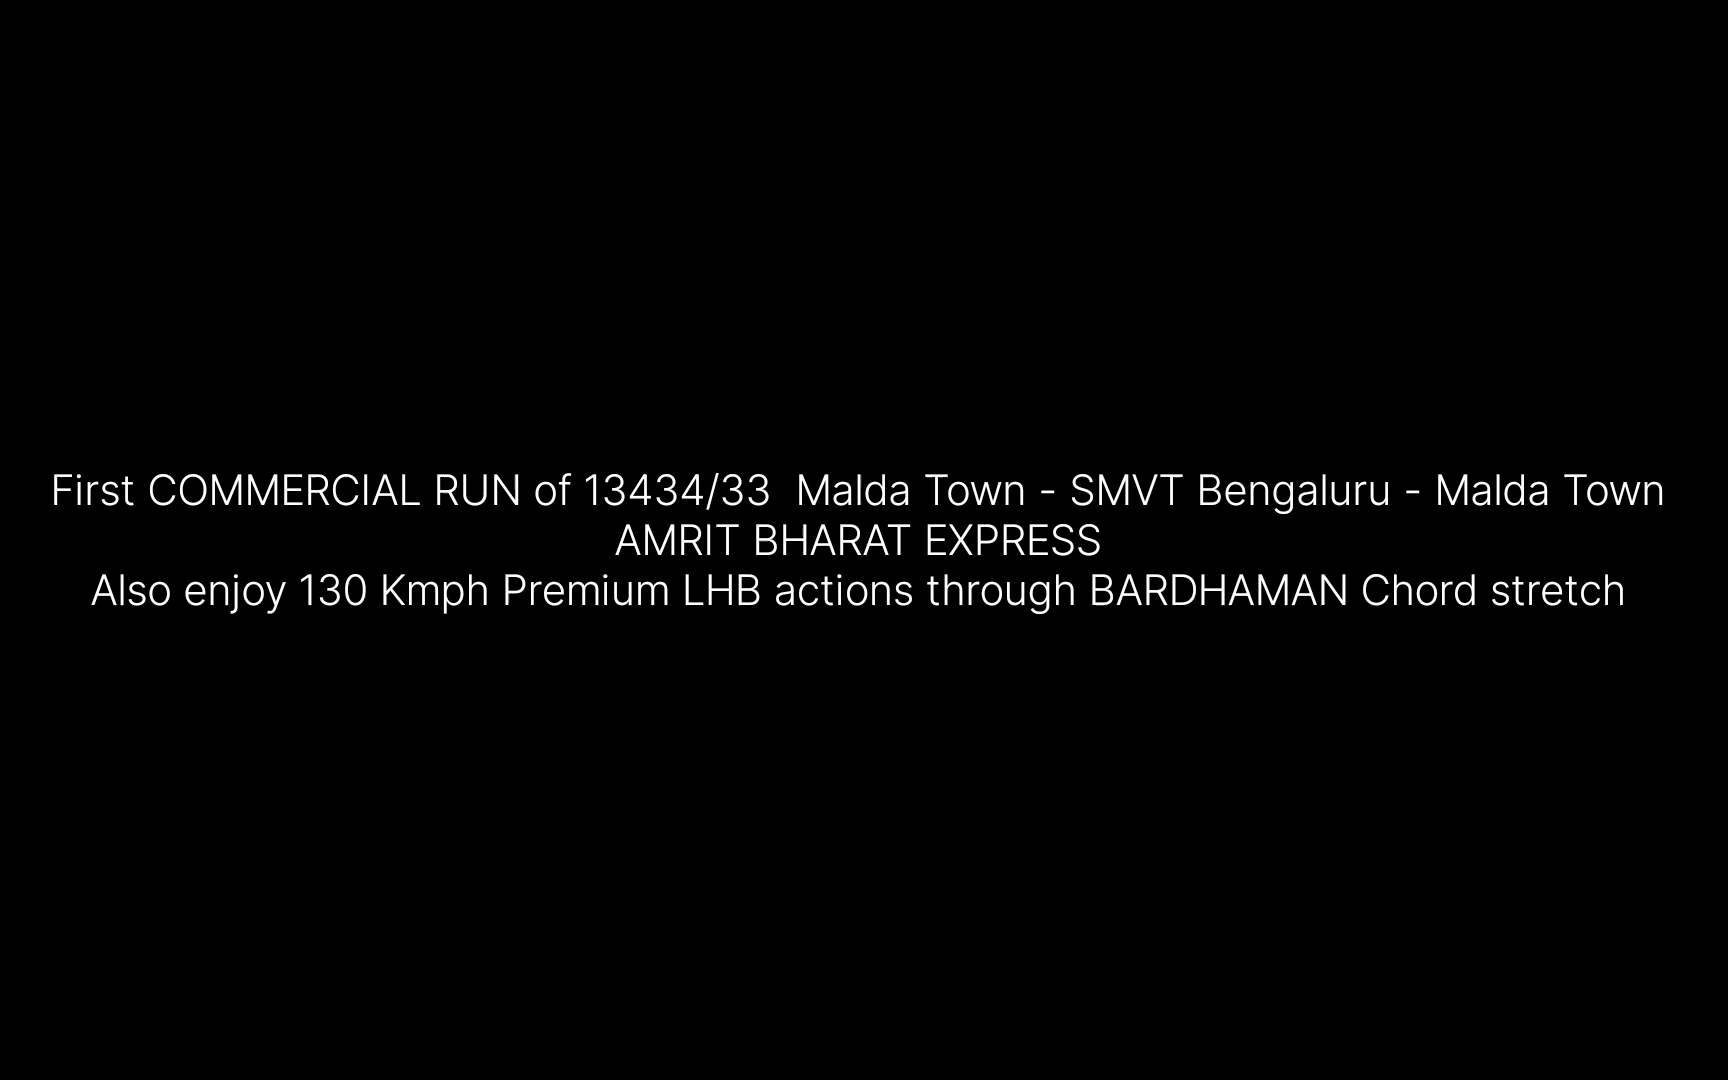 First COMMERCIAL RUN of 13434/33  Malda Town - SMVT Bengaluru - Malda Town
AMRIT BHARAT EXPRESS
Also enjoy 130 Kmph Premium LHB actions through BARDHAMAN Chord stretch